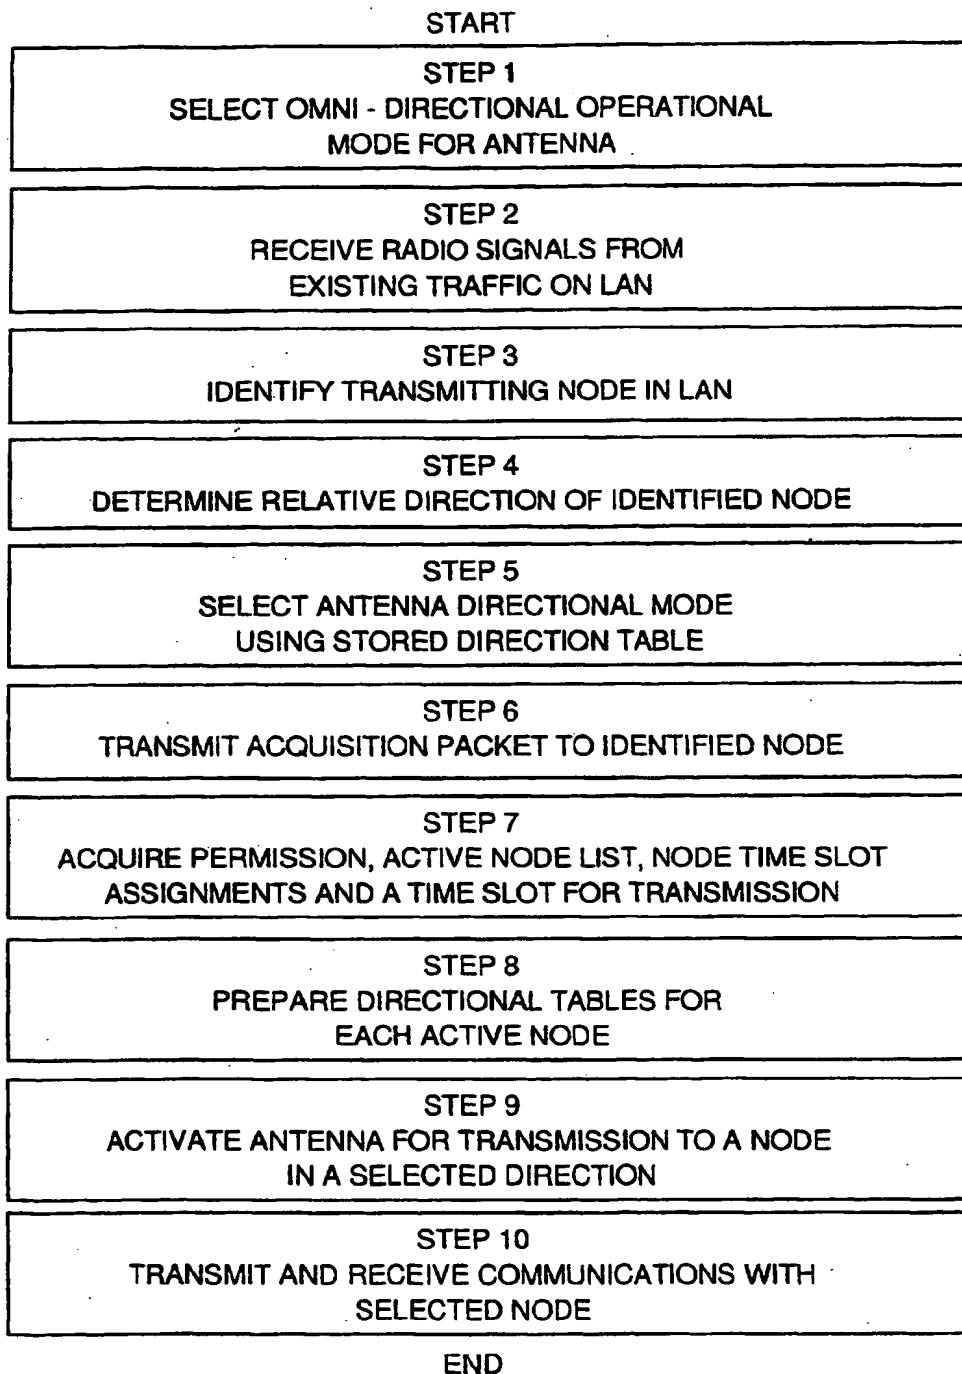 START
STEP 1
SELECT OMNI - DIRECTIONAL OPERATIONAL
MODE FOR ANTENNA
STEP 2
RECEIVE RADIO SIGNALS FROM
EXISTING TRAFFIC ON LAN
STEP 3
IDENTIFY TRANSMITTING NODE IN LAN
STEP 4
DETERMINE RELATIVE DIRECTION OF IDENTIFIED NODE
STEP 5
SELECT ANTENNA DIRECTIONAL MODE
USING STORED DIRECTION TABLE
STEP 6
TRANSMIT ACQUISITION PACKET TO IDENTIFIED NODE
STEP 7
ACQUIRE PERMISSION, ACTIVE NODE LIST, NODE TIME SLOT
ASSIGNMENTS AND A TIME SLOT FOR TRANSMISSION
STEP 8
PREPARE DIRECTIONAL TABLES FOR
EACH ACTIVE NODE
STEP 9
ACTIVATE ANTENNA FOR TRANSMISSION TO A NODE
IN A SELECTED DIRECTION
STEP 10
TRANSMIT AND RECEIVE COMMUNICATIONS WITH
SELECTED NODE
END